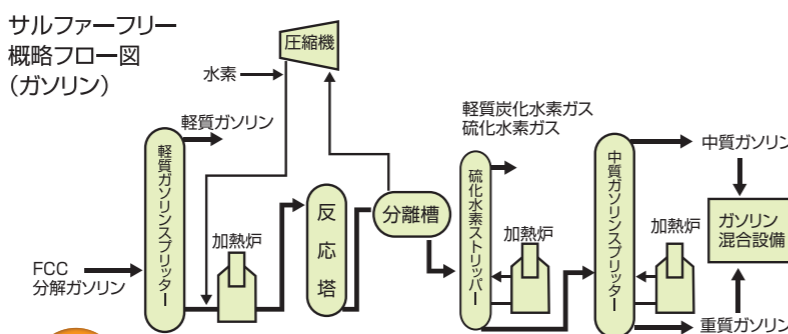 サルファーフリー
概略フロー図
（ガソリン）
圧縮機
水素
軽質ガソリン
軽質ガソリンスプリッター
FCC
分解ガソリン
加熱炉
反応塔
分離槽
軽質炭化水素ガス
硫化水素ガス
硫化水素ストリッパー
加熱炉
中質ガソリンスプリッター
加熱炉
中質ガソリン
ガソリン
混合設備
重質ガソリン